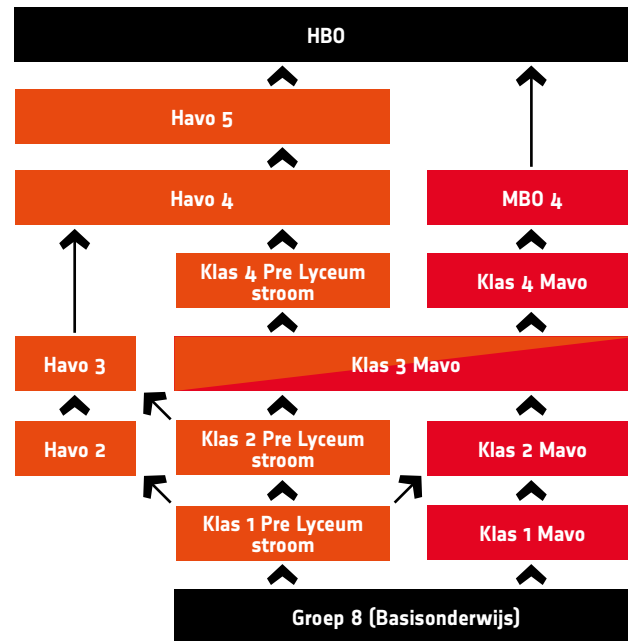 HBO
Havo 5
Havo 4
MBO 4
Klas 4 Pre Lyceum
stroom
Klas 4 Mavo
Havo 3
Klas 3 Mavo
Havo 2
Klas 2 Pre Lyceum
stroom
Klas 2 Mavo
Klas 1 Pre Lyceum
stroom
Klas 1 Mavo
Groep 8 (Basisonderwijs)